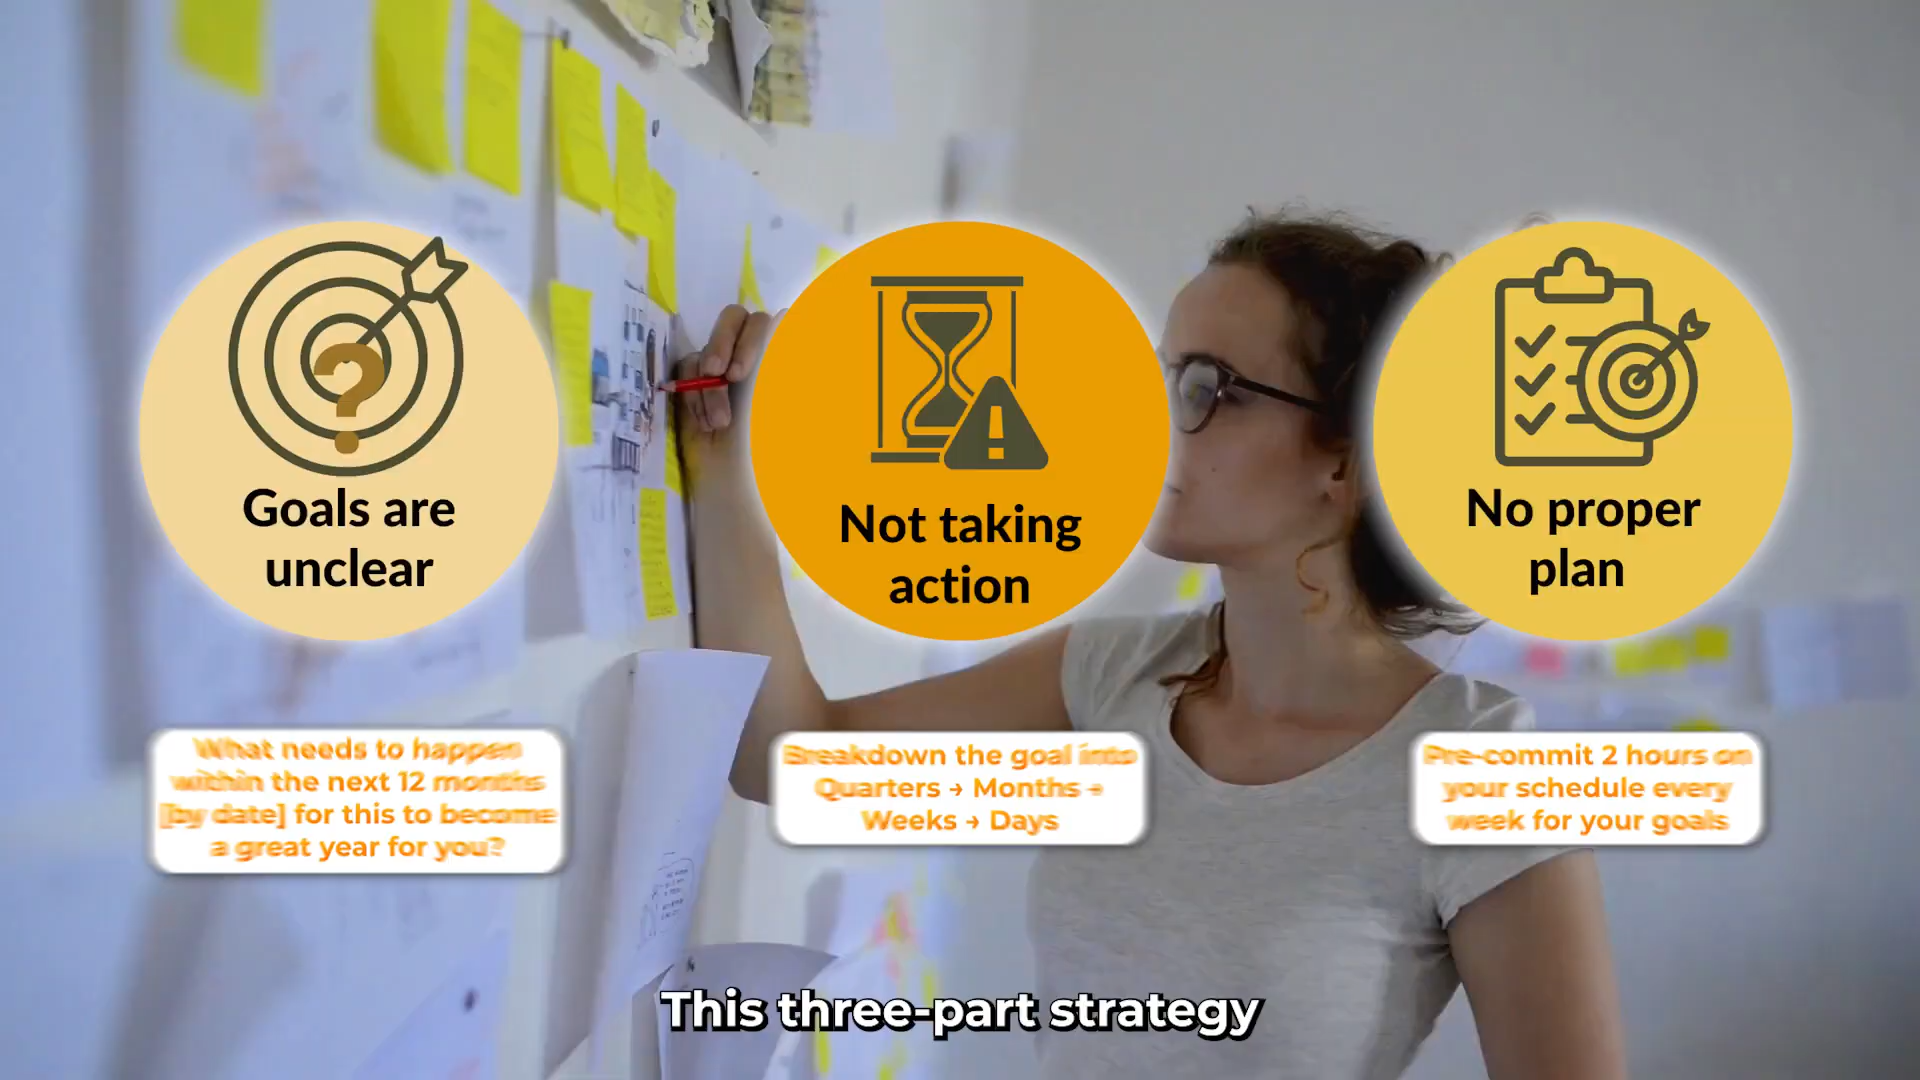 Goals are
unclear
Not taking
action
No proper
plan
What needs to happen
within the next 12 months
[by date] for this to become
a great year for you?
Breakdown the goal into
Quarters → Months →
Weeks → Days
Pre-commit 2 hours on
your schedule every
week for your goals
This three-part strategy